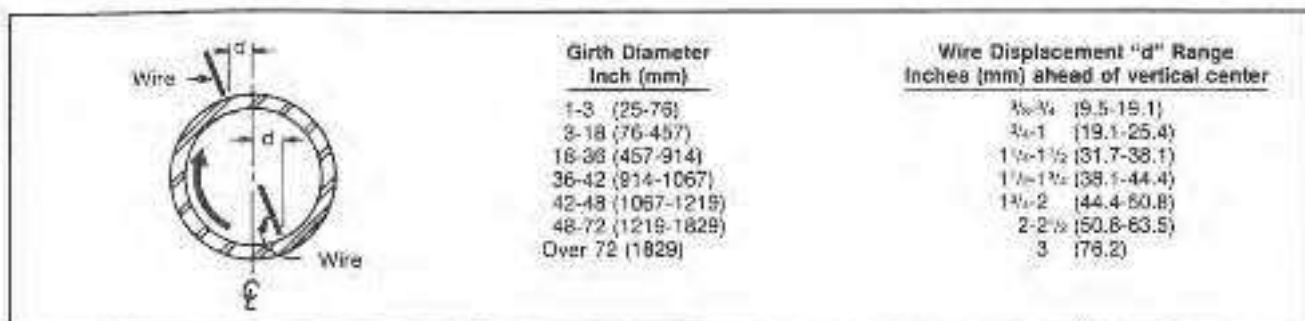 d
Wire
d
Wire
℄
Girth Diameter
Inch (mm)
1-3 (25-76)
3-18 (76-457)
18-36 (457-914)
36-42 (914-1067)
42-48 (1067-1219)
48-72 (1219-1829)
Over 72 (1829)
Wire Displacement "d" Range
Inches (mm) ahead of vertical center
3/8-3/4 (9.5-19.1)
3/4-1 (19.1-25.4)
1 1/4-1 1/2 (31.7-38.1)
1 1/2-1 3/4 (38.1-44.4)
1 3/4-2 (44.4-50.8)
2-2 1/2 (50.8-63.5)
3 (76.2)